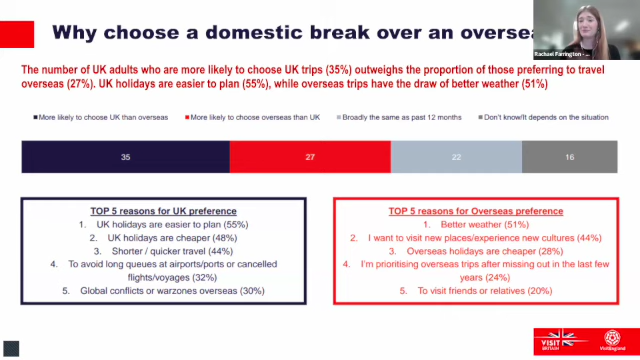 Why choose a domestic break over an oversea
Rachael Farrington -
The number of UK adults who are more likely to choose UK trips (35%) outweighs the proportion of those preferring to travel
overseas (27%). UK holidays are easier to plan (55%), while overseas trips have the draw of better weather (51%)
More likely to choose UK than overseas
More likely to choose overseas than UK
Broadly the same as past 12 months
Don't know/It depends on the situation
35
27
22
16
TOP 5 reasons for UK preference
1. UK holidays are easier to plan (55%)
2. UK holidays are cheaper (48%)
3. Shorter / quicker travel (44%)
4. To avoid long queues at airports/ports or cancelled
flights/voyages (32%)
5. Global conflicts or warzones overseas (30%)
TOP 5 reasons for Overseas preference
1. Better weather (51%)
2. I want to visit new places/experience new cultures (44%)
3. Overseas holidays are cheaper (28%)
4. I'm prioritising overseas trips after missing out in the last few
years (24%)
5. To visit friends or relatives (20%)
VISIT
BRITAIN
VisitEngland